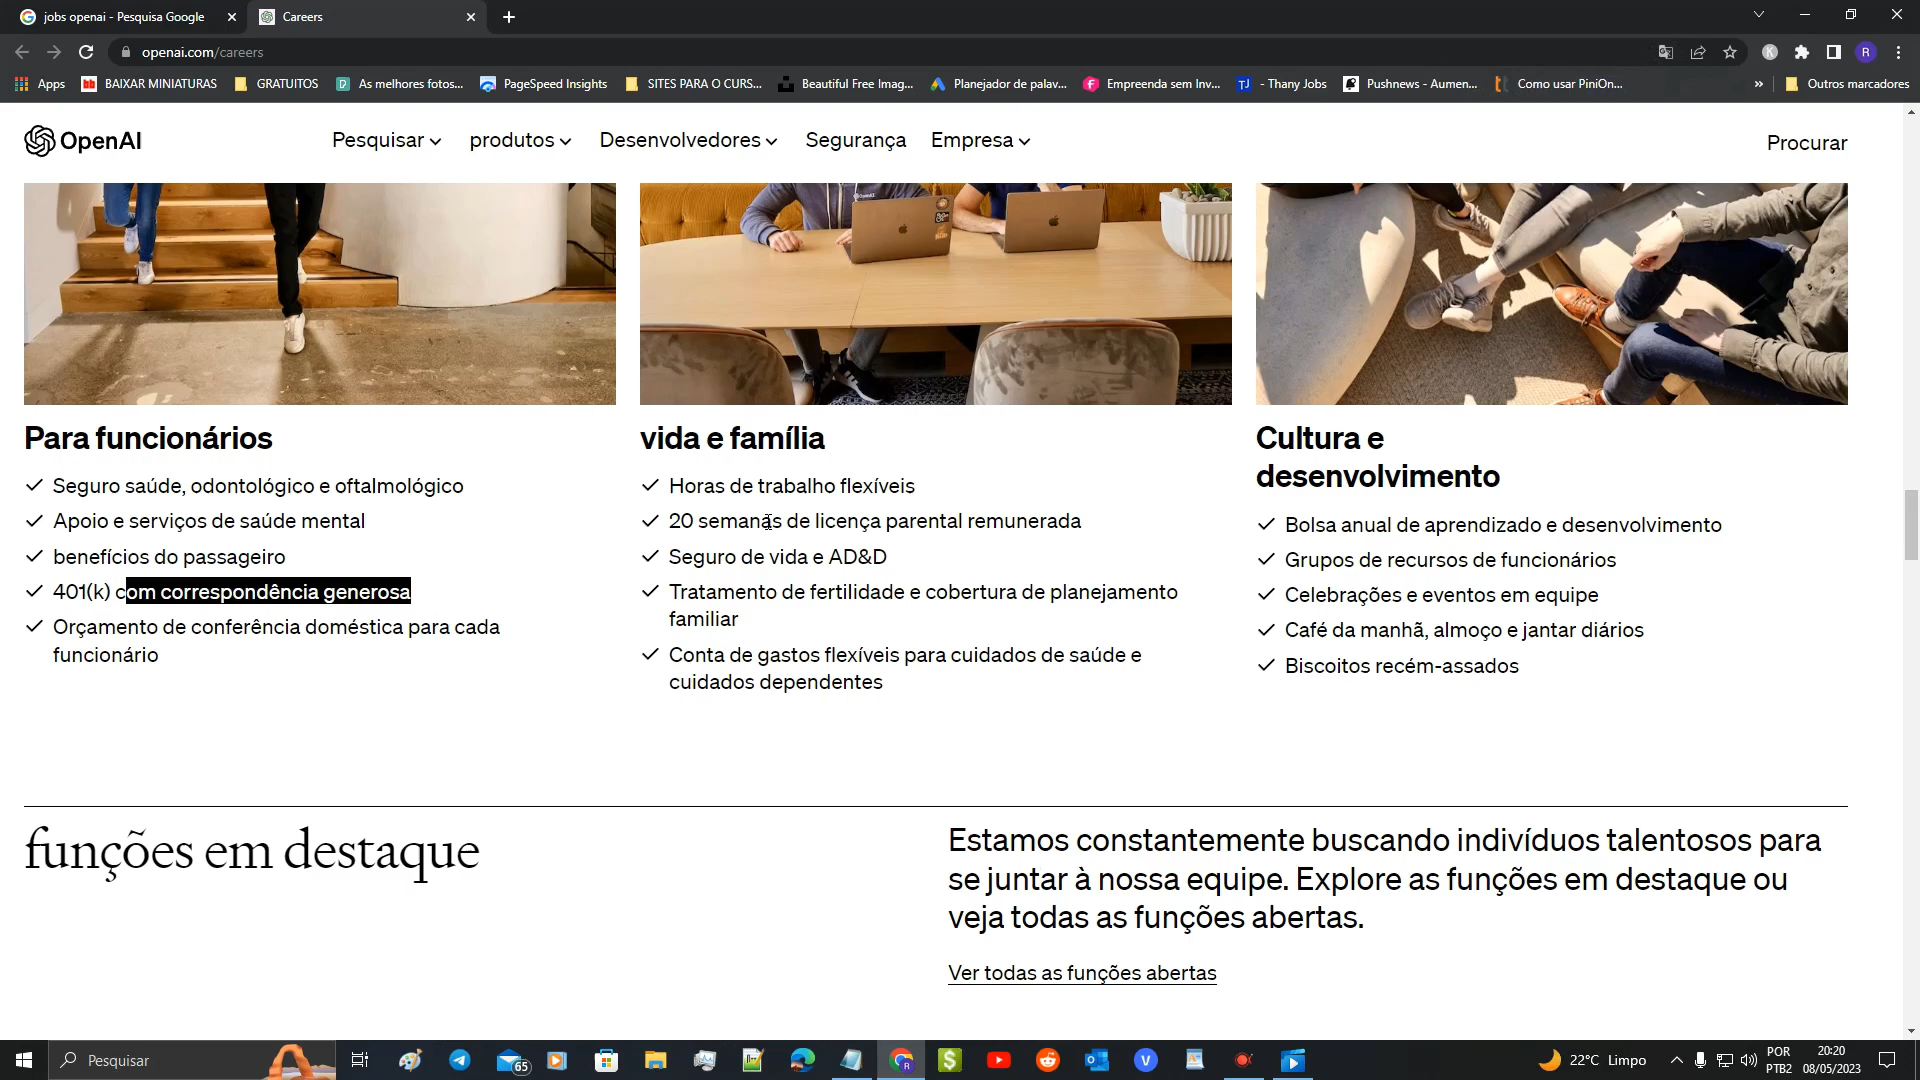 jobs openai - Pesquisa Google
Careers
openai.com/careers
R
Apps
BAIXAR MINIATURAS
GRATUITOS
As melhores fotos...
PageSpeed Insights
SITES PARA O CURS...
Beautiful Free Imag...
Planejador de palav...
Empreenda sem Inv...
TJ
- Thany Jobs
Pushnews - Aumen...
Como usar PiniOn...
»
Outros marcadores
OpenAI
Pesquisar
produtos
Desenvolvedores
Segurança
Empresa
Procurar
Para funcionários
Seguro saúde, odontológico e oftalmológico
Apoio e serviços de saúde mental
benefícios do passageiro
401(k) com correspondência generosa
Orçamento de conferência doméstica para cada
funcionário
vida e família
Horas de trabalho flexíveis
20 semanas de licença parental remunerada
Seguro de vida e AD&D
Tratamento de fertilidade e cobertura de planejamento
familiar
Conta de gastos flexíveis para cuidados de saúde e
cuidados dependentes
Cultura e
desenvolvimento
Bolsa anual de aprendizado e desenvolvimento
Grupos de recursos de funcionários
Celebrações e eventos em equipe
Café da manhã, almoço e jantar diários
Biscoitos recém-assados
funções em destaque
Estamos constantemente buscando indivíduos talentosos para
se juntar à nossa equipe. Explore as funções em destaque ou
veja todas as funções abertas.
Ver todas as funções abertas
Pesquisar
65
22°C Limpo
POR
PTB2
20:20
08/05/2023